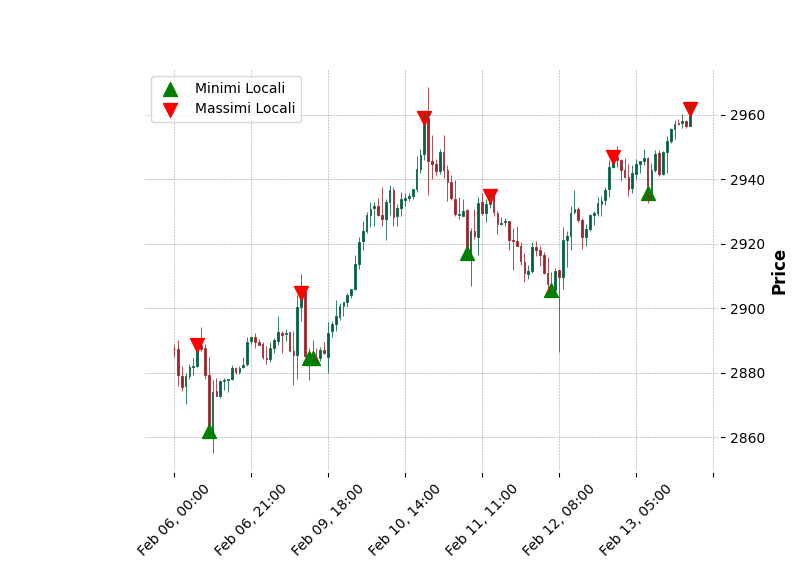 Minimi Locali
Massimi Locali
2960
2940
2920
2900
2880
2860
Price
Feb 06, 00:00
Feb 06, 21:00
Feb 09, 18:00
Feb 10, 14:00
Feb 11, 11:00
Feb 12, 08:00
Feb 13, 05:00